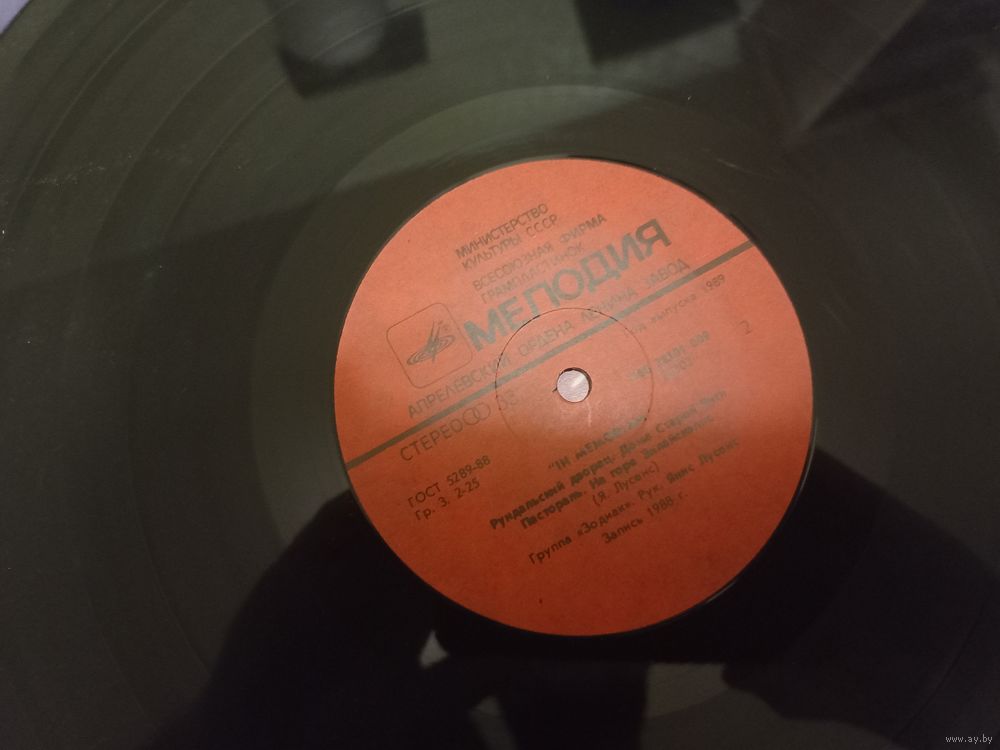 МИНИСТЕРСТВО
КУЛЬТУРЫ СССР
ВСЕСОЮЗНАЯ ФИРМА
ГРАМПЛАСТИНОК
МЕЛОДИЯ
АПРЕЛЕВСКИЙ ОРДЕНА ЛЕНИНА ЗАВОД
СТЕРЕО 33
выпуска 1989
2
ГОСТ 5289-88
Гр. 3. 2-25
"IN MEMORIAM"
Рундальский дворец. Домик Старой Риги
Пастораль. На горе
(Я. Лусенс)
Группа «Зодиак». Рук. Янис Лусенс
Запись 1988 г.
www.ay.by